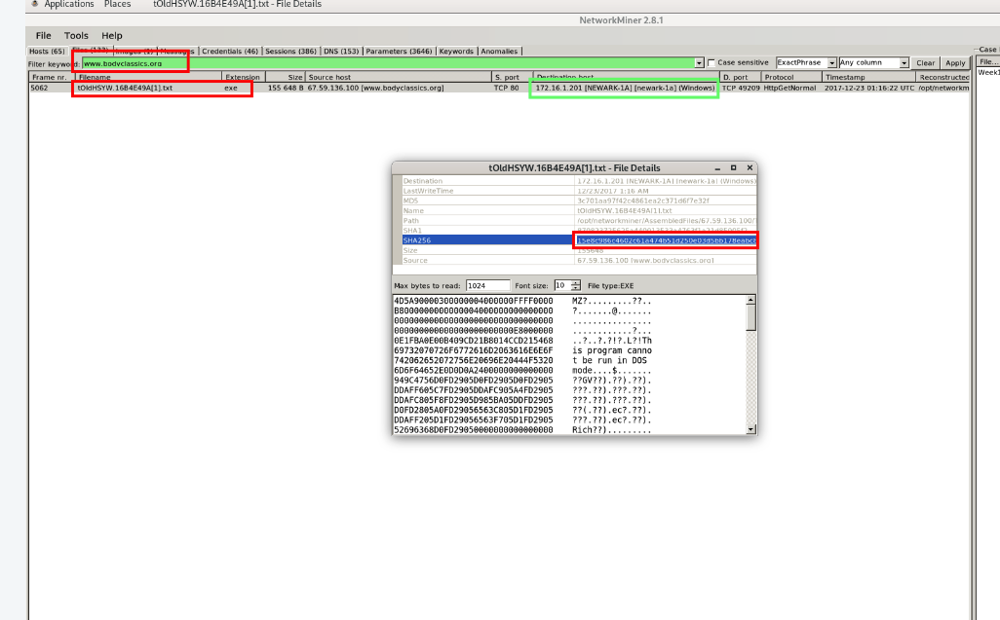 Applications Places tOldHSYW.16B4E49A[1].txt - File Details
NetworkMiner 2.8.1
File Tools Help
Case
Hosts (65) Files (133) Images (1) Messages Credentials (46) Sessions (386) DNS (153) Parameters (3646) Keywords Anomalies
Filter keyword: www.bodyclassics.org Case sensitive ExactPhrase Any column Clear Apply File...
Frame nr. Filename Extension Size Source host S. port Destination host D. port Protocol Timestamp Reconstructed
Week1
5062 tOldHSYW.16B4E49A[1].txt exe 155 648 B 67.59.136.100 [www.bodyclassics.org] TCP 80 172.16.1.201 [NEWARK-1A] [newark-1a] (Windows) TCP 49209 HttpGetNormal 2017-12-23 01:16:22 UTC /opt/networkm
tOldHSYW.16B4E49A[1].txt - File Details
Destination 172.16.1.201 [NEWARK-1A] [newark-1a] (Windows)
LastWriteTime 12/23/2017 1:16 AM
MD5 3c701aa97f42c4861ea2c371d6f7e32f
Name tOldHSYW.16B4E49A[1].txt
Path /opt/networkminer/AssembledFiles/67.59.136.100/
SHA1
SHA256
Size 155648
Source 67.59.136.100 [www.bodyclassics.org]
Max bytes to read: 1024 Font size: 10 File type:EXE
4D5A90000300000004000000FFFF0000 MZ?.........??..
B8000000000000004000000000000000 ?.......@.......
00000000000000000000000000000000 ................
000000000000000000000000E8000000 ............?...
0E1FBA0E00B409CD21B8014CCD215468 ..?..?.?!?.L?!Th
69732070726F6772616D2063616E6E6F is program canno
742062652072756E20696E20444F5320 t be run in DOS
6D6F64652E0D0D0A2400000000000000 mode....$.......
949C4756D0FD2905D0FD2905D0FD2905 ??GV??).??).??).
DDAFF605C7FD2905DDAFC905A4FD2905 ???.??).???.??).
DDAFC805F8FD2905D985BA05DDFD2905 ???.??).???.??).
D0FD2805A0FD29056563C805D1FD2905 ??(.??).ec?.??).
DDAFF205D1FD29056563F705D1FD2905 ???.??).ec?.??).
52696368D0FD29050000000000000000 Rich??).........